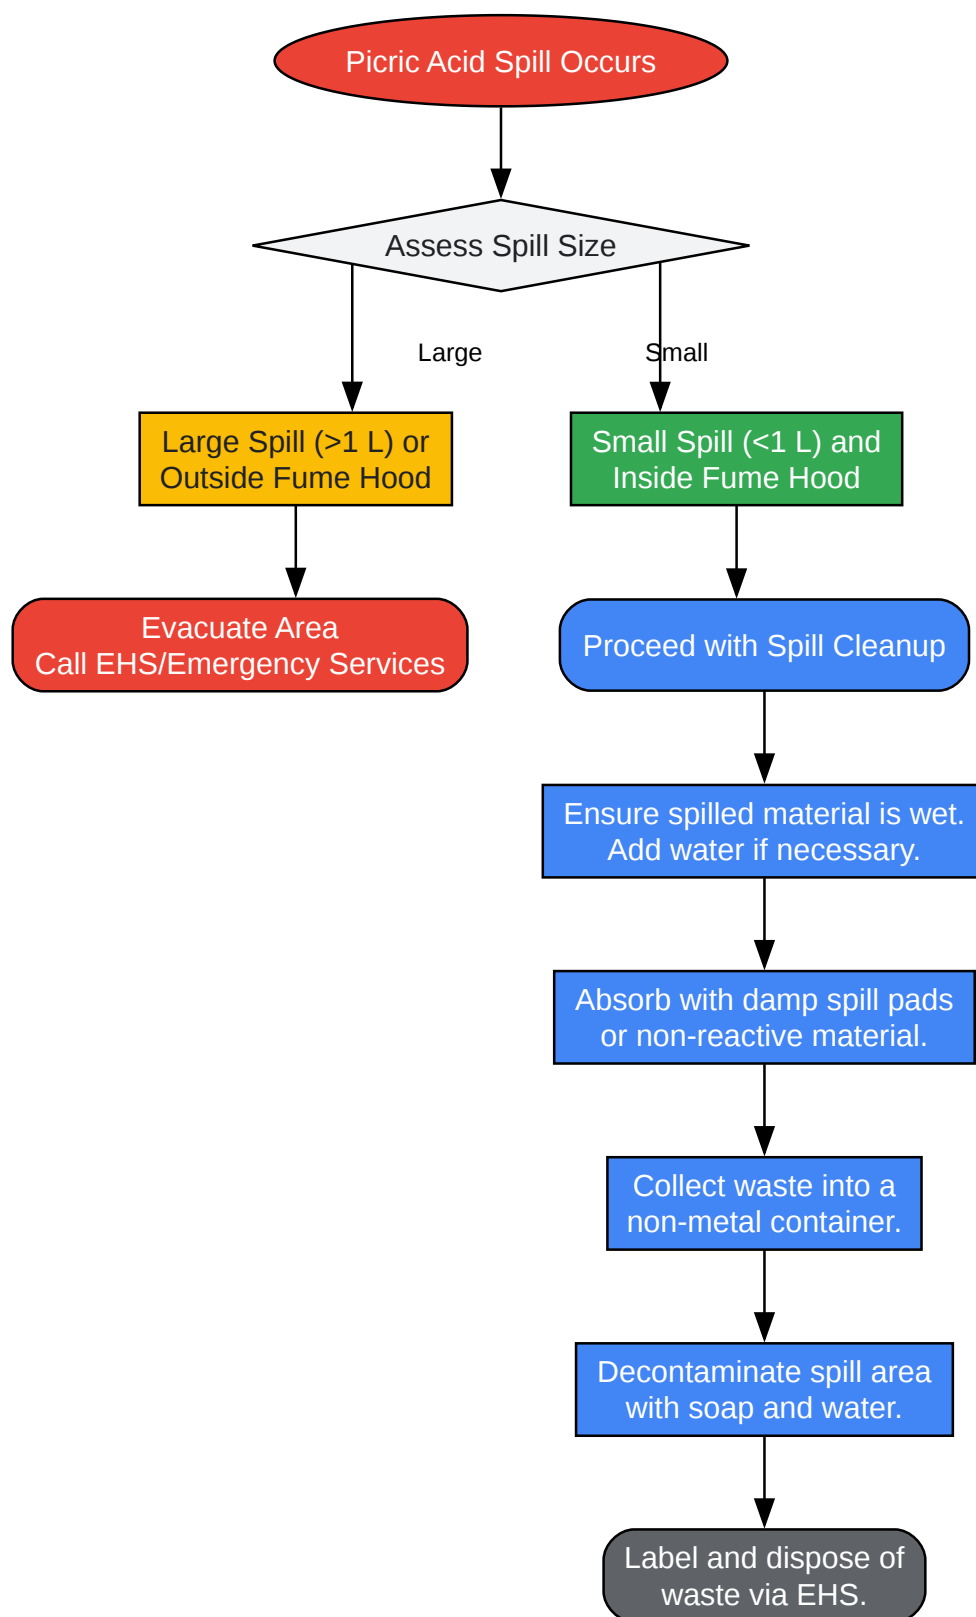 Picric Acid Spill Occurs
Assess Spill Size
Large
Small
Large Spill (>1 L) or
Outside Fume Hood
Small Spill (<1 L) and
Inside Fume Hood
Evacuate Area
Call EHS/Emergency Services
Proceed with Spill Cleanup
Ensure spilled material is wet.
Add water if necessary.
Absorb with damp spill pads
or non-reactive material.
Collect waste into a
non-metal container.
Decontaminate spill area
with soap and water.
Label and dispose of
waste via EHS.